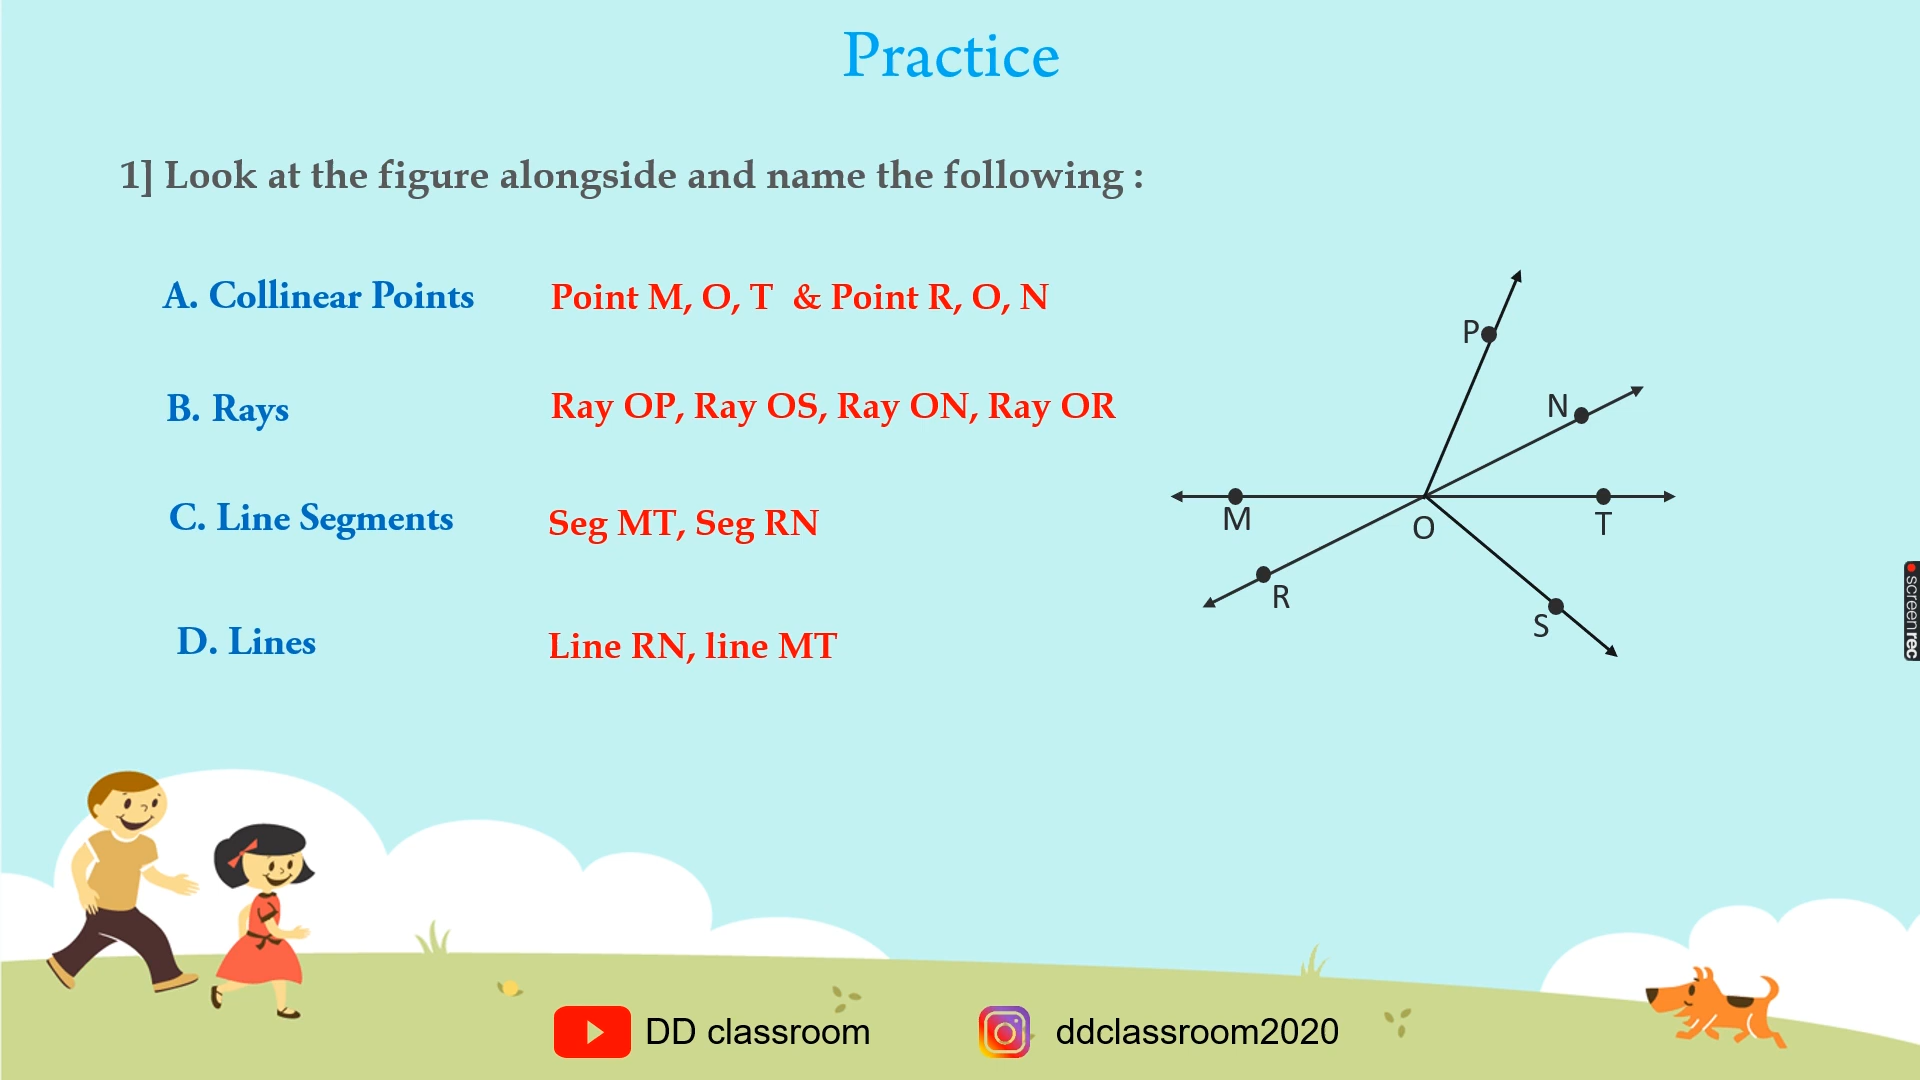 Practice
1] Look at the figure alongside and name the following :
A. Collinear Points Point M, O, T & Point R, O, N
B. Rays Ray OP, Ray OS, Ray ON, Ray OR
C. Line Segments Seg MT, Seg RN
D. Lines Line RN, line MT
P
N
M
O
T
R
S
screenrec
DD classroom
ddclassroom2020